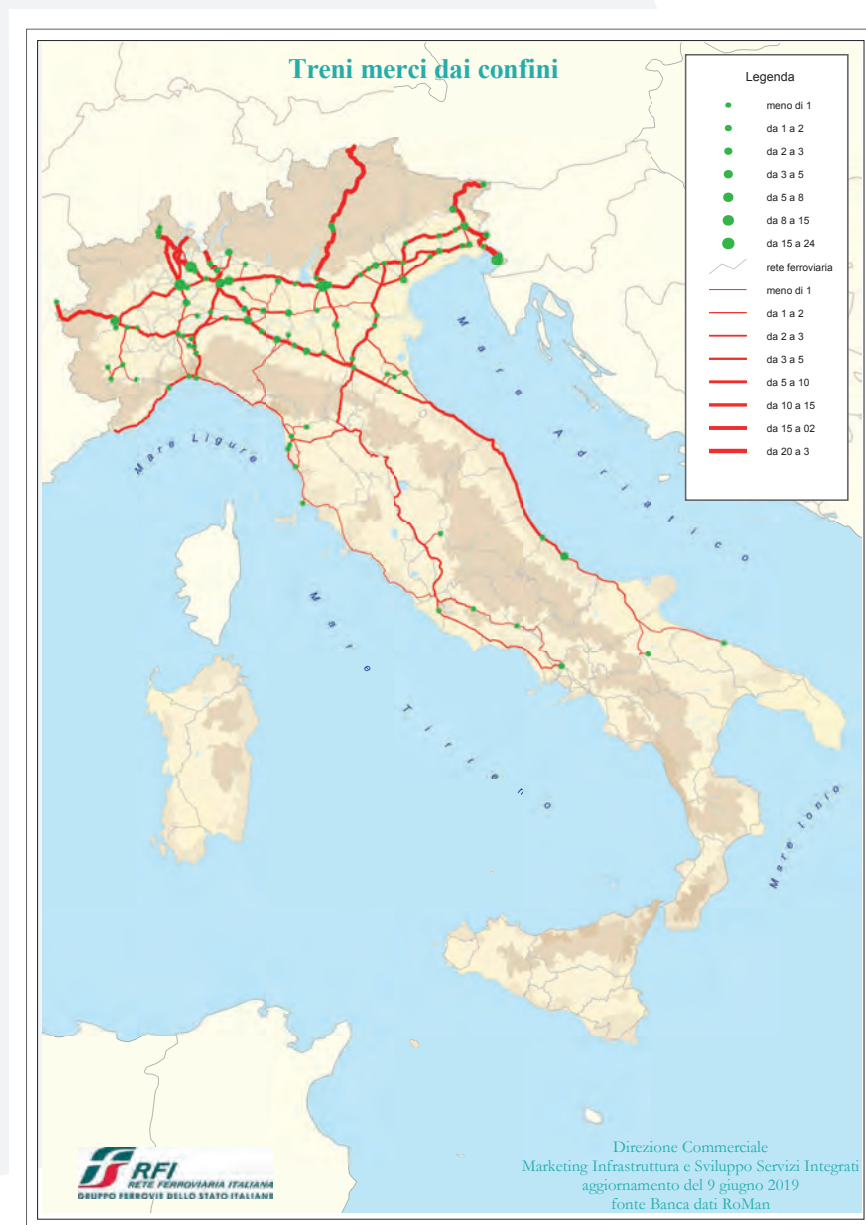 Treni merci dai confini
Legenda
meno di 1
da 1 a 2
da 2 a 3
da 3 a 5
da 5 a 8
da 8 a 15
da 15 a 24
rete ferroviaria
meno di 1
da 1 a 2
da 2 a 3
da 3 a 5
da 5 a 10
da 10 a 15
da 15 a 02
da 20 a 3
Mare Adriatico
Mare Ligure
Mare Tirreno
Mare Ionio
RFI
RETE FERROVIARIA ITALIANA
GRUPPO FERROVIE DELLO STATO ITALIANE
Direzione Commerciale
Marketing Infrastruttura e Sviluppo Servizi Integrati
aggiornamento del 9 giugno 2019
fonte Banca dati RoMan